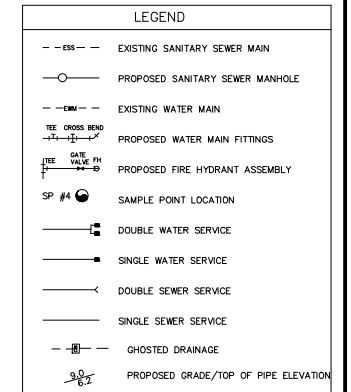 LEGEND
ESS EXISTING SANITARY SEWER MAIN
PROPOSED SANITARY SEWER MANHOLE
EWM EXISTING WATER MAIN
TEE CROSS BEND
PROPOSED WATER MAIN FITTINGS
TEE GATE VALVE FH PROPOSED FIRE HYDRANT ASSEMBLY
SP #4 SAMPLE POINT LOCATION
DOUBLE WATER SERVICE
SINGLE WATER SERVICE
DOUBLE SEWER SERVICE
SINGLE SEWER SERVICE
GHOSTED DRAINAGE
9.0
6.2 PROPOSED GRADE/TOP OF PIPE ELEVATION